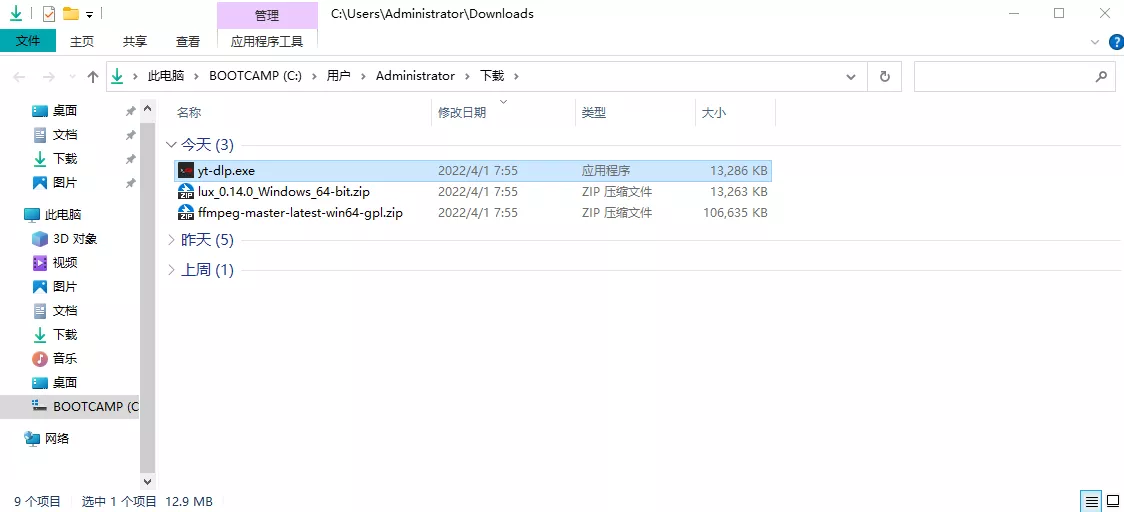 管理 C:\Users\Administrator\Downloads
文件 主页 共享 查看 应用程序工具
此电脑 BOOTCAMP (C:) 用户 Administrator 下载
名称 修改日期 类型 大小
桌面
文档
下载
图片
此电脑
3D 对象
视频
图片
文档
下载
音乐
桌面
BOOTCAMP (C
网络
今天 (3)
yt-dlp.exe 2022/4/1 7:55 应用程序 13,286 KB
lux_0.14.0_Windows_64-bit.zip 2022/4/1 7:55 ZIP 压缩文件 13,263 KB
ffmpeg-master-latest-win64-gpl.zip 2022/4/1 7:55 ZIP 压缩文件 106,635 KB
昨天 (5)
上周 (1)
9 个项目 选中 1 个项目 12.9 MB